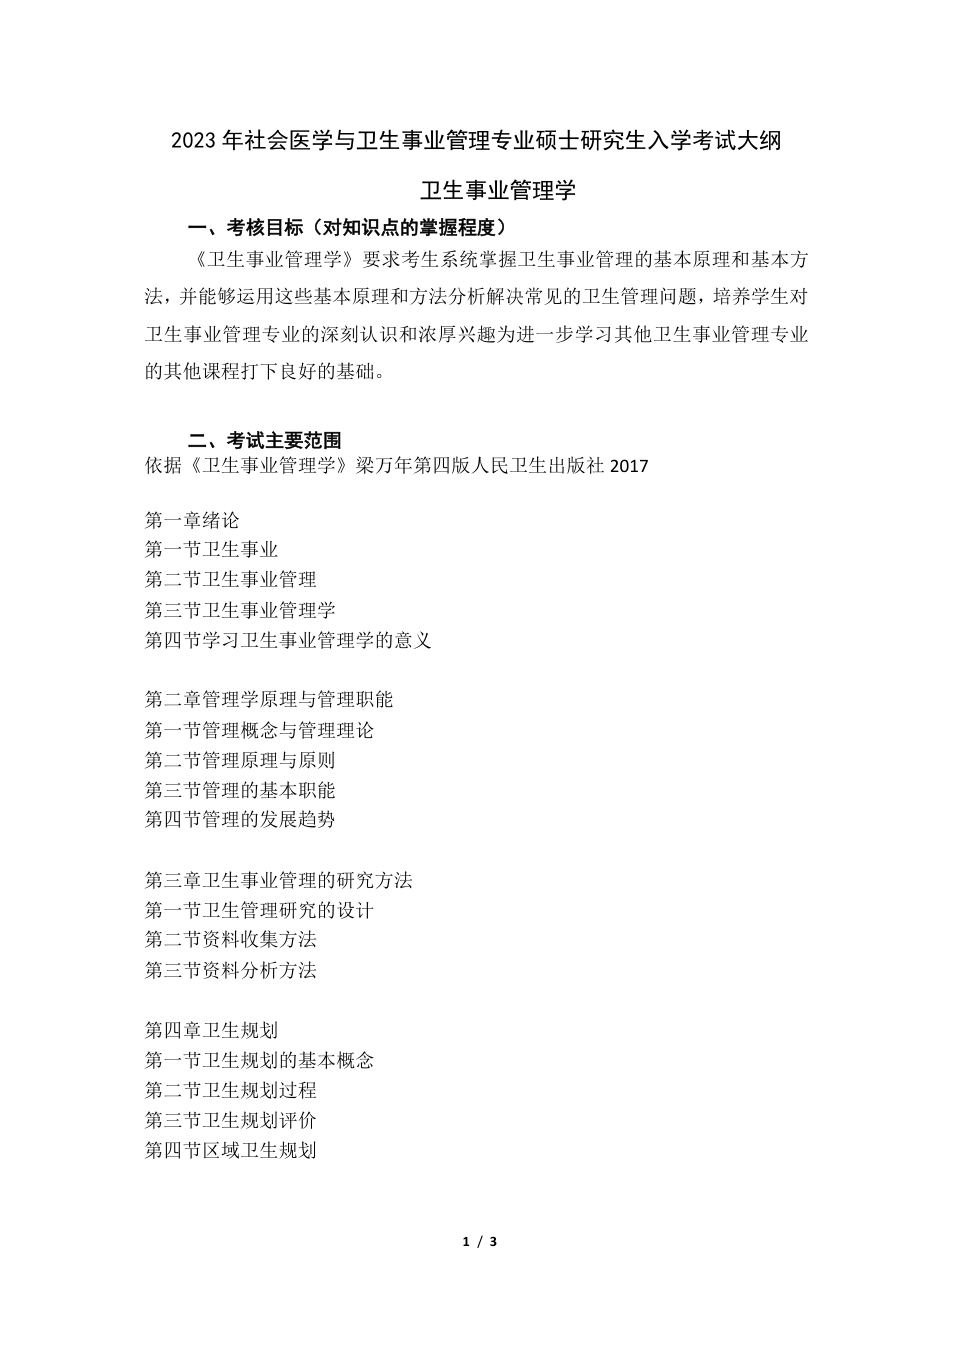 2023 年社会医学与卫生事业管理专业硕士研究生入学考试大纲
卫生事业管理学
一、考核目标（对知识点的掌握程度）
《卫生事业管理学》要求考生系统掌握卫生事业管理的基本原理和基本方
法，并能够运用这些基本原理和方法分析解决常见的卫生管理问题，培养学生对
卫生事业管理专业的深刻认识和浓厚兴趣为进一步学习其他卫生事业管理专业
的其他课程打下良好的基础。
二、考试主要范围
依据《卫生事业管理学》梁万年第四版人民卫生出版社 2017
第一章绪论
第一节卫生事业
第二节卫生事业管理
第三节卫生事业管理学
第四节学习卫生事业管理学的意义
第二章管理学原理与管理职能
第一节管理概念与管理理论
第二节管理原理与原则
第三节管理的基本职能
第四节管理的发展趋势
第三章卫生事业管理的研究方法
第一节卫生管理研究的设计
第二节资料收集方法
第三节资料分析方法
第四章卫生规划
第一节卫生规划的基本概念
第二节卫生规划过程
第三节卫生规划评价
第四节区域卫生规划
1 / 3